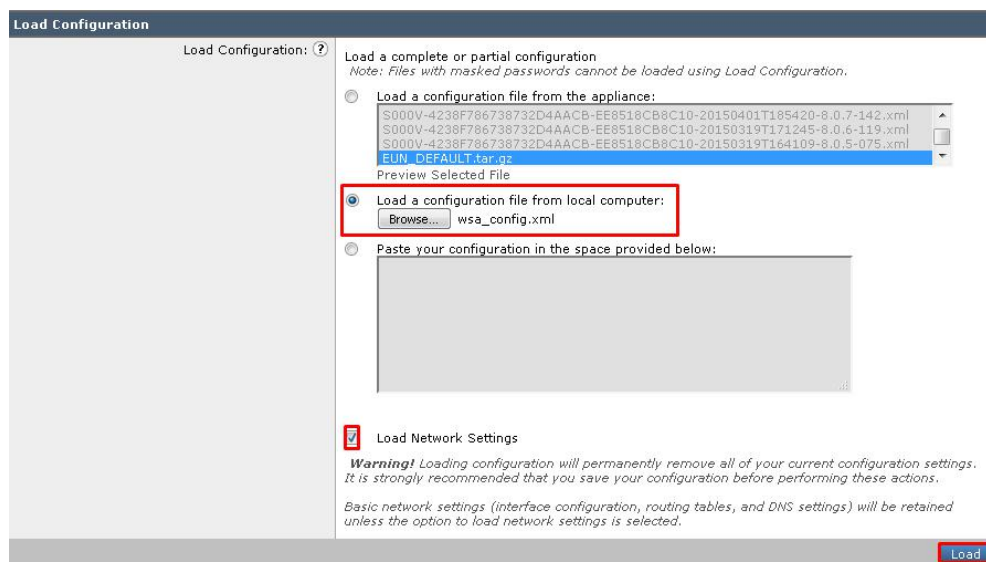 Load Configuration
Load Configuration: ?
Load a complete or partial configuration
Note: Files with masked passwords cannot be loaded using Load Configuration.
Load a configuration file from the appliance:
S000V-4238F786738732D4AACB-EE8518CB8C10-20150401T185420-8.0.7-142.xml
S000V-4238F786738732D4AACB-EE8518CB8C10-20150319T171245-8.0.6-119.xml
S000V-4238F786738732D4AACB-EE8518CB8C10-20150319T164109-8.0.5-075.xml
EUN_DEFAULT.tar.gz
Preview Selected File
Load a configuration file from local computer:
Browse... wsa_config.xml
Paste your configuration in the space provided below:
Load Network Settings
Warning! Loading configuration will permanently remove all of your current configuration settings.
It is strongly recommended that you save your configuration before performing these actions.
Basic network settings (interface configuration, routing tables, and DNS settings) will be retained
unless the option to load network settings is selected.
Load